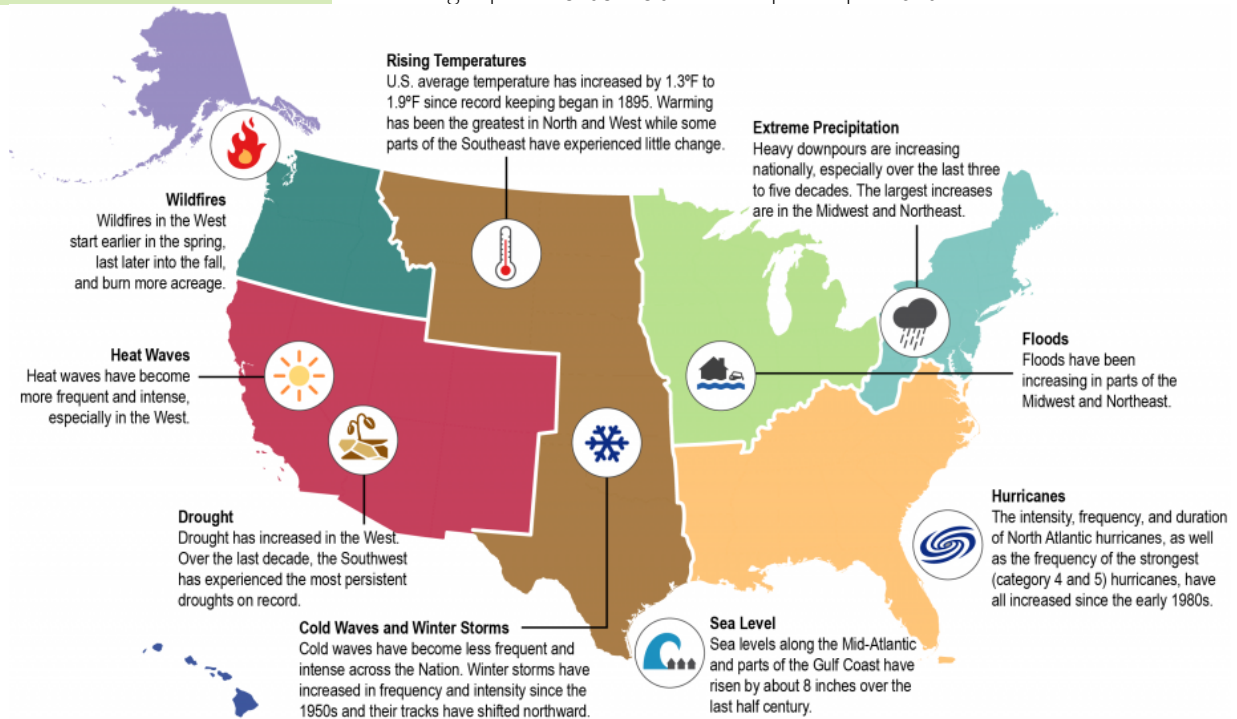 Rising Temperatures
U.S. average temperature has increased by 1.3ºF to
1.9ºF since record keeping began in 1895. Warming
has been the greatest in North and West while some
parts of the Southeast have experienced little change.
Extreme Precipitation
Heavy downpours are increasing
nationally, especially over the last three
to five decades. The largest increases
are in the Midwest and Northeast.
Wildfires
Wildfires in the West
start earlier in the spring,
last later into the fall,
and burn more acreage.
Heat Waves
Heat waves have become
more frequent and intense,
especially in the West.
Floods
Floods have been
increasing in parts of the
Midwest and Northeast.
Drought
Drought has increased in the West.
Over the last decade, the Southwest
has experienced the most persistent
droughts on record.
Hurricanes
The intensity, frequency, and duration
of North Atlantic hurricanes, as well
as the frequency of the strongest
(category 4 and 5) hurricanes, have
all increased since the early 1980s.
Cold Waves and Winter Storms
Cold waves have become less frequent and
intense across the Nation. Winter storms have
increased in frequency and intensity since the
1950s and their tracks have shifted northward.
Sea Level
Sea levels along the Mid-Atlantic
and parts of the Gulf Coast have
risen by about 8 inches over the
last half century.